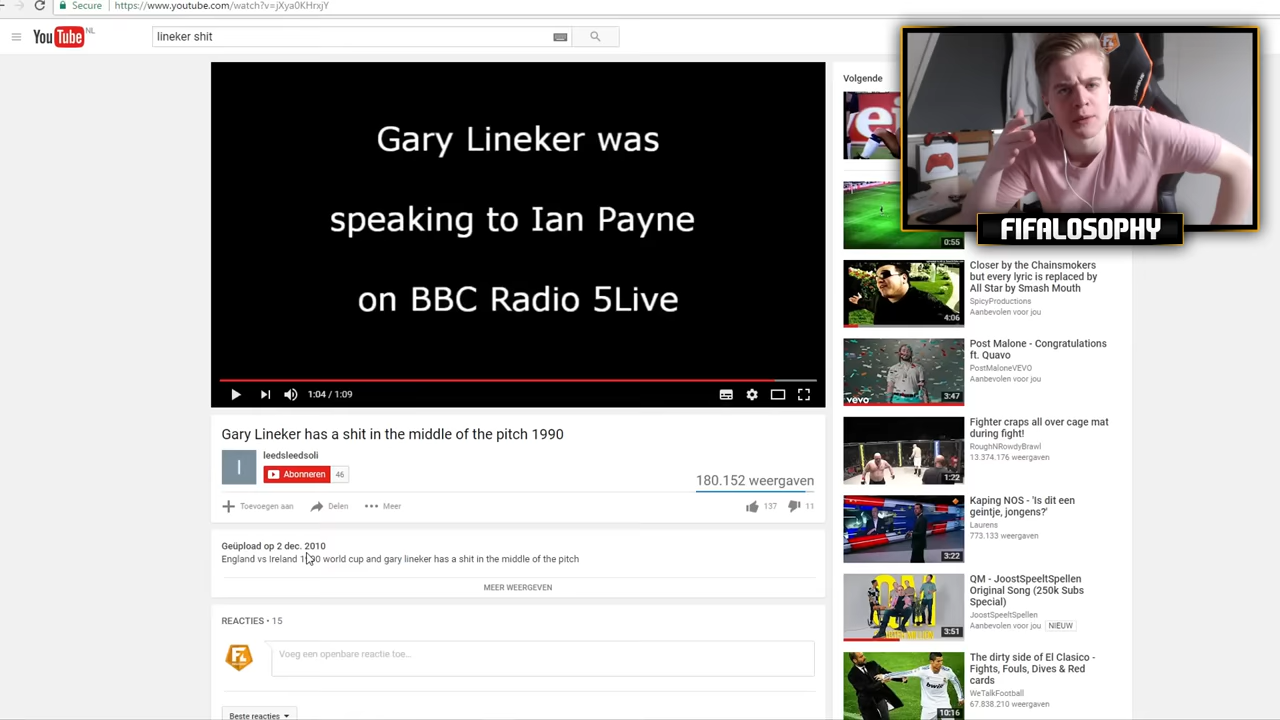 Secure
https://www.youtube.com/watch?v=jXya0KHrxjY
YouTube NL
lineker shit
Gary Lineker was
speaking to Ian Payne
on BBC Radio 5Live
1:04 / 1:09
Gary Lineker has a shit in the middle of the pitch 1990
l
leedsleedsoli
Abonneren
46
180.152 weergaven
Toevoegen aan
Delen
Meer
137
11
Geüpload op 2 dec. 2010
England vs Ireland 1990 world cup and gary lineker has a shit in the middle of the pitch
MEER WEERGEVEN
REACTIES • 15
FZ
Voeg een openbare reactie toe...
Beste reacties
Volgende
FIFALOSOPHY
0:55
Closer by the Chainsmokers
but every lyric is replaced by
All Star by Smash Mouth
SpicyProductions
Aanbevolen voor jou
4:06
Post Malone - Congratulations
ft. Quavo
PostMaloneVEVO
Aanbevolen voor jou
vevo
3:47
Fighter craps all over cage mat
during fight!
RoughNRowdyBrawl
13.374.176 weergaven
1:22
Kaping NOS - 'Is dit een
geintje, jongens?'
Laurens
773.133 weergaven
3:22
QM - JoostSpeeltSpellen
Original Song (250k Subs
Special)
JoostSpeeltSpellen
Aanbevolen voor jou
NIEUW
3:51
The dirty side of El Clasico -
Fights, Fouls, Dives & Red
cards
WeTalkFootball
67.838.210 weergaven
bwin
10:16